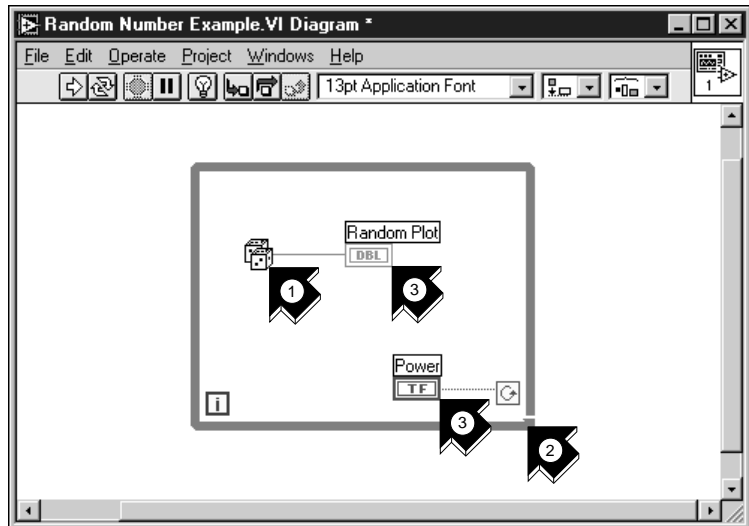 Random Number Example.VI Diagram *
File Edit Operate Project Windows Help
13pt Application Font
1
Random Plot
DBL
1
3
Power
TF
i
3
2